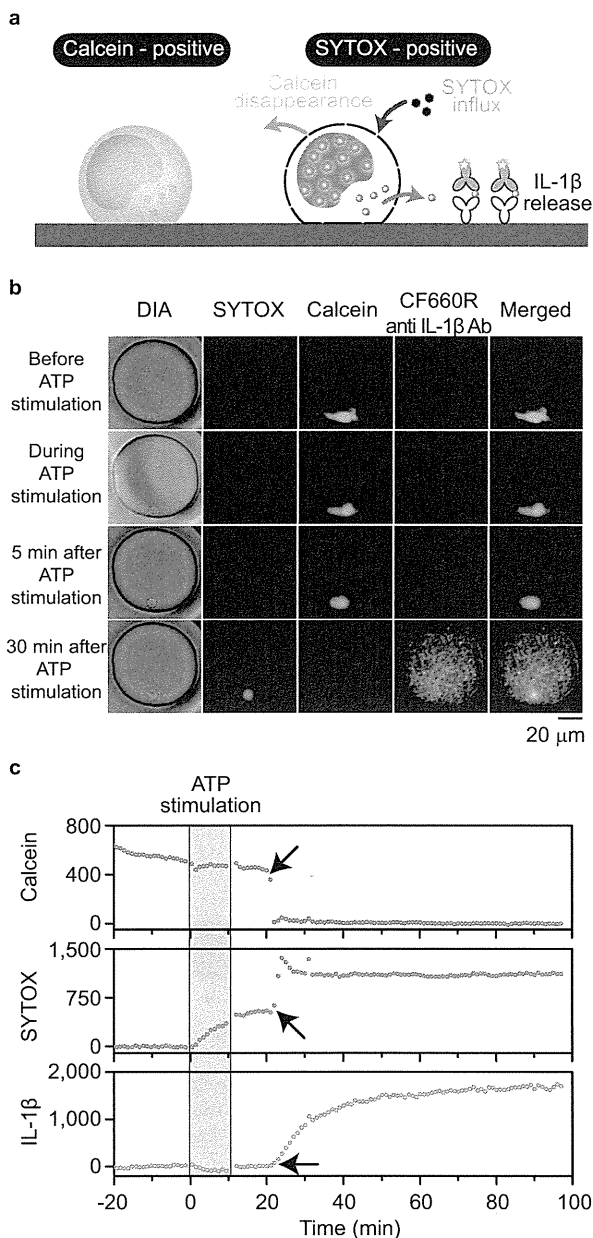 a
Calcein - positive
SYTOX - positive
Calcein
disappearance
SYTOX
influx
IL-1β
release
b
DIA
SYTOX
Calcein
CF660R
anti IL-1β Ab
Merged
Before
ATP
stimulation
During
ATP
stimulation
5 min after
ATP
stimulation
30 min after
ATP
stimulation
20 μm
c
ATP
stimulation
Calcein
800
400
0
SYTOX
1,500
750
0
IL-1β
2,000
1,000
0
-20
0
20
40
60
80
100
Time (min)